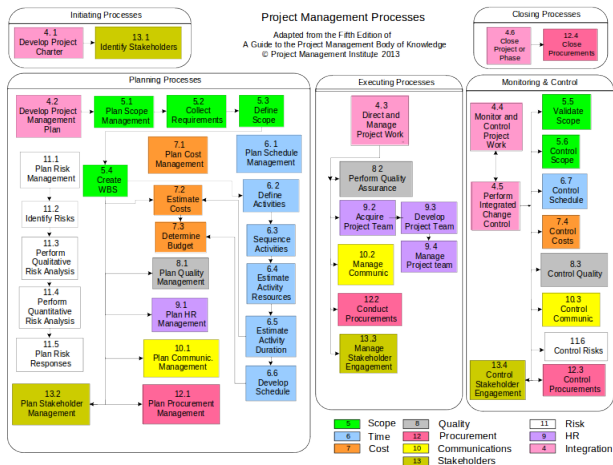 Project Management Processes
Adapted from the Fifth Edition of
A Guide to the Project Management Body of Knowledge
© Project Management Institute 2013
Initiating Processes
4. 1
Develop Project
Charter
13. 1
Identify Stakeholders
Closing Processes
4.6
Close
Project or
Phase
12.4
Close
Procurements
Planning Processes
4.2
Develop Project
Management
Plan
5.1
Plan Scope
Management
5.2
Collect
Requirements
5.3
Define
Scope
11.1
Plan Risk
Management
5.4
Create
WBS
7.1
Plan Cost
Management
6. 1
Plan Schedule
Management
11.2
Identify Risks
7.2
Estimate
Costs
6. 2
Define
Activities
11.3
Perform
Qualitative
Risk Analysis
7.3
Determine
Budget
6.3
Sequence
Activities
8.1
Plan Quality
Management
6.4
Estimate
Activity
Resources
11.4
Perform
Quantitative
Risk Analysis
9.1
Plan HR
Management
6.5
Estimate
Activity
Duration
11.5
Plan Risk
Responses
10.1
Plan Communic.
Management
6.6
Develop
Schedule
13.2
Plan Stakeholder
Management
12.1
Plan Procurement
Management
Executing Processes
4.3
Direct and
Manage
Project Work
8 2
Perform Quality
Assurance
9.2
Acquire
Project Team
9.3
Develop
Project Team
9. 4
Manage
Project team
10.2
Manage
Communic
12.2
Conduct
Procurements
13.3
Manage
Stakeholder
Engagement
Monitoring & Control
4.4
Monitor and
Control
Project
Work
4.5
Perform
Integrated
Change
Control
5.5
Validate
Scope
5.6
Control
Scope
6.7
Control
Schedule
7.4
Control
Costs
8.3
Control Quality
10.3
Control
Communic
11.6
Control Risks
13.4
Control
Stakeholder
Engagement
12.3
Control
Procurements
5 Scope
8 Quality
11 Risk
6 Time
12 Procurement
9 HR
7 Cost
10 Communications
4 Integration
13 Stakeholders